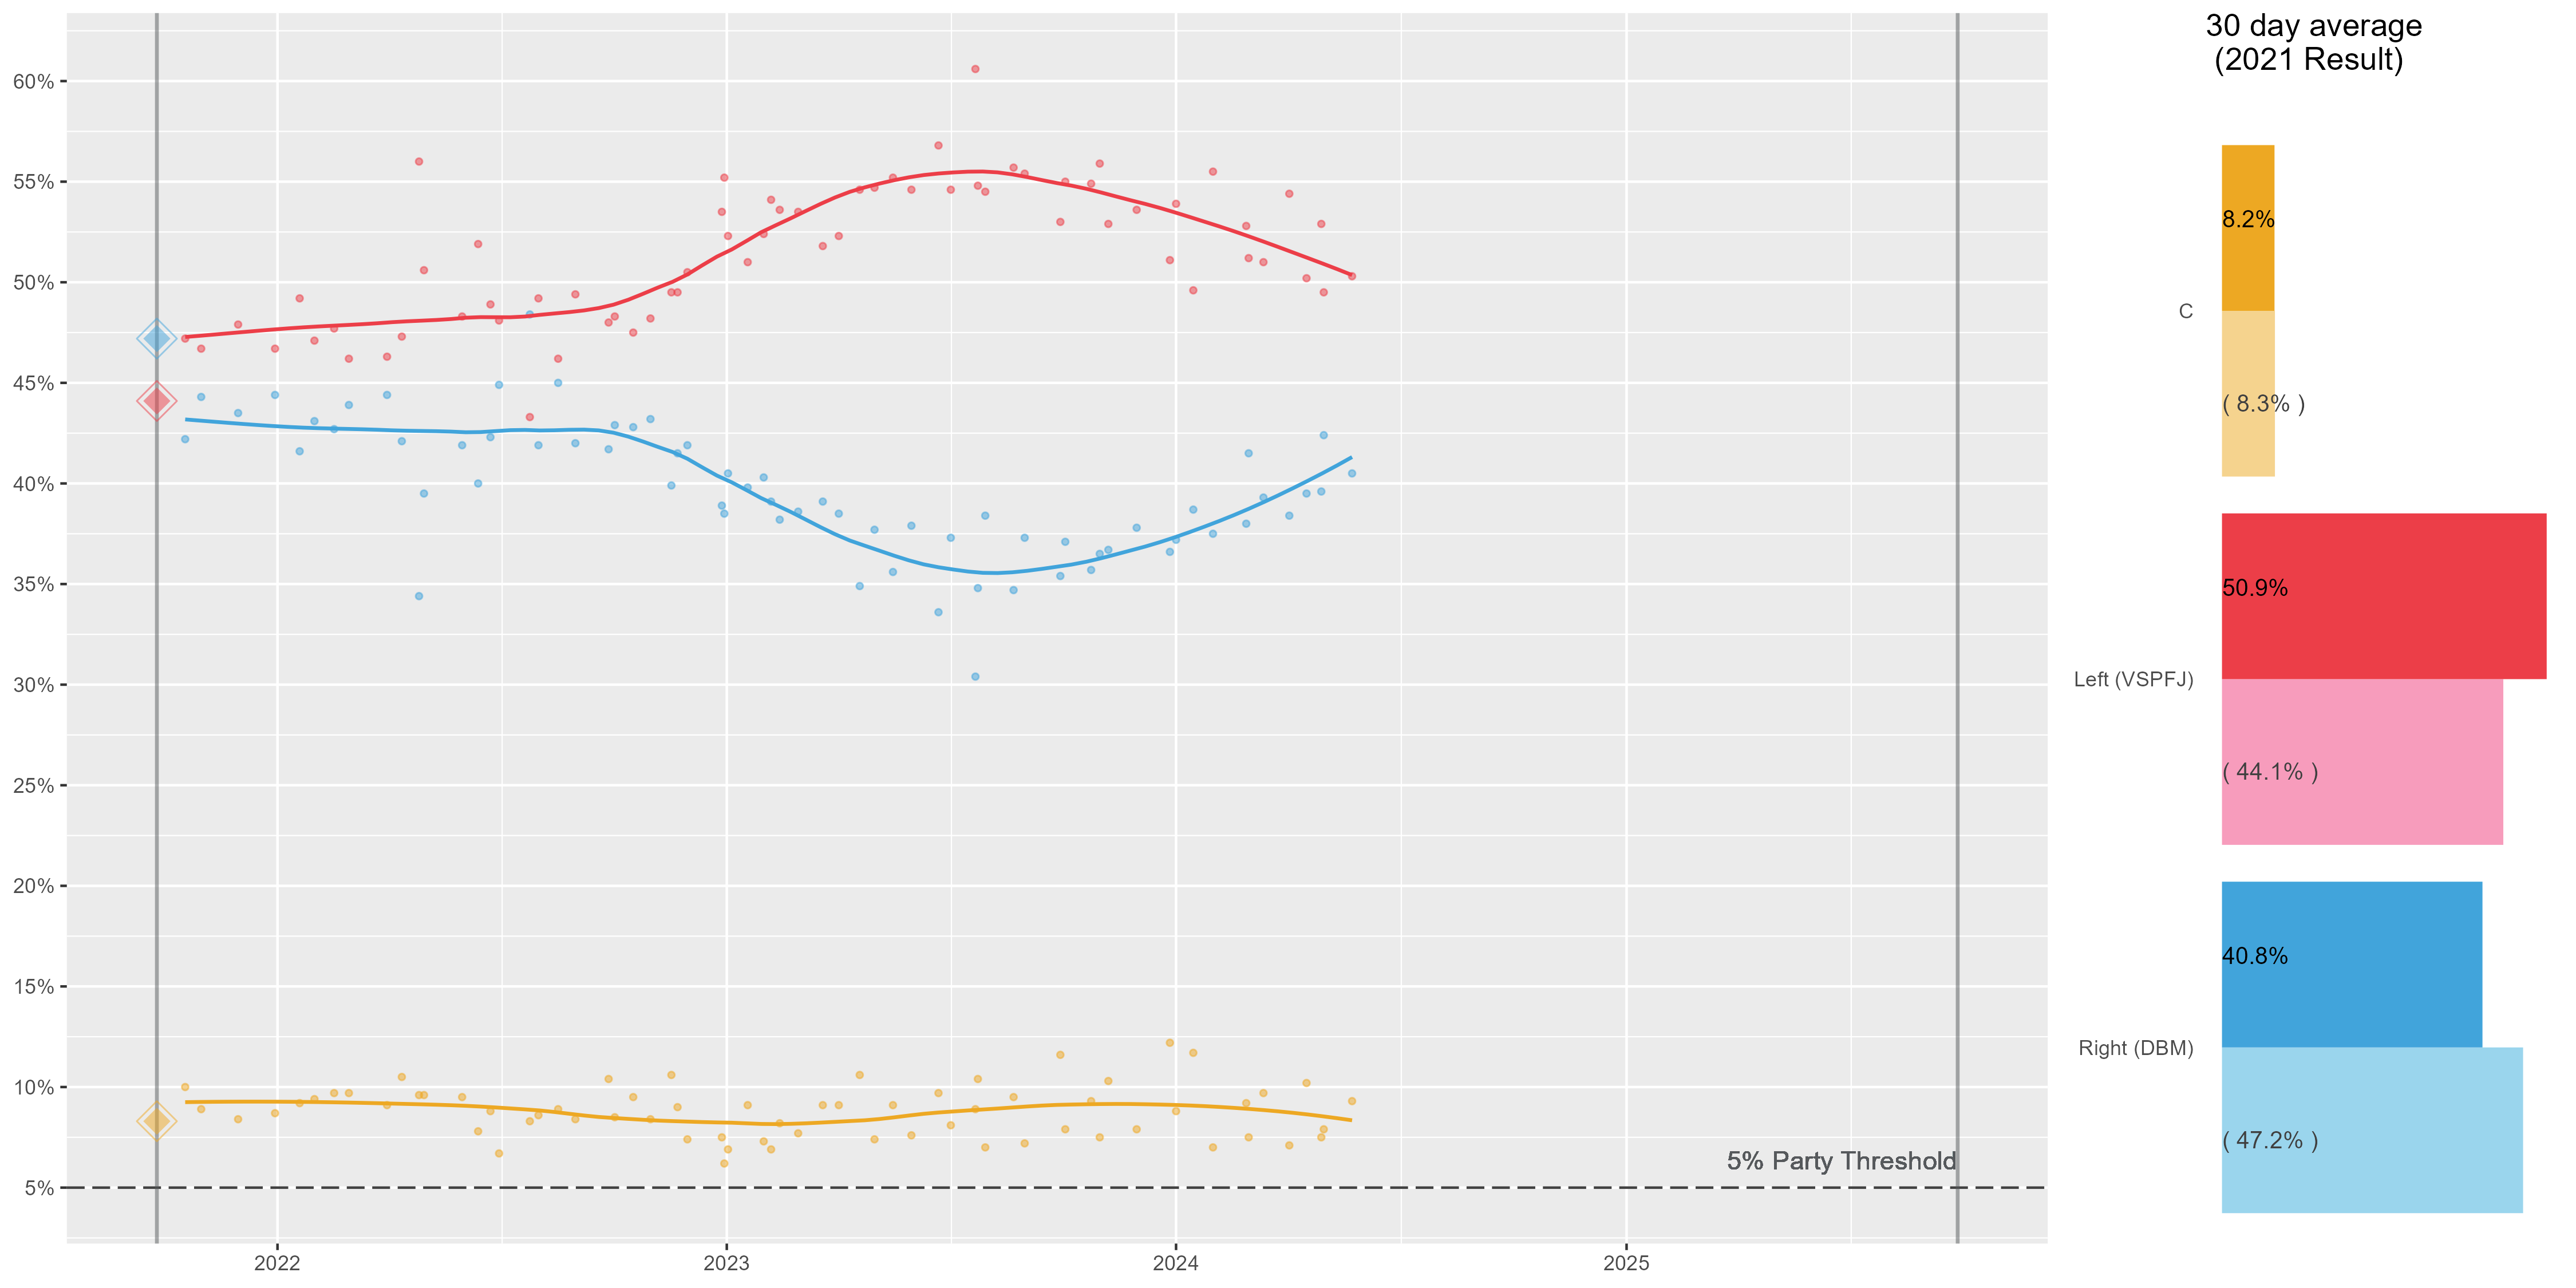 60%
55%
50%
45%
40%
35%
30%
25%
20%
15%
10%
5%
5% Party Threshold
2022
2023
2024
2025
30 day average
(2021 Result)
C
8.2%
( 8.3% )
Left (VSPFJ)
50.9%
( 44.1% )
Right (DBM)
40.8%
( 47.2% )